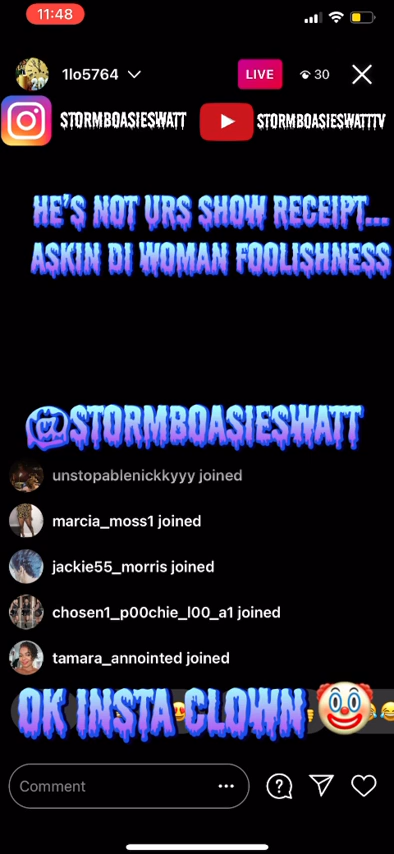 11:48
1lo5764
LIVE
30
STORMBOASIESWATT
STORMBOASIESWATTTV
HE'S NOT URS SHOW RECEIPT...
ASKIN DI WOMAN FOOLISHNESS
@STORMBOASIESWATT
unstopablenickkyyy joined
marcia_moss1 joined
jackie55_morris joined
chosen1_p00chie_l00_a1 joined
tamara_annointed joined
OK INSTA CLOWN 🤡
Comment